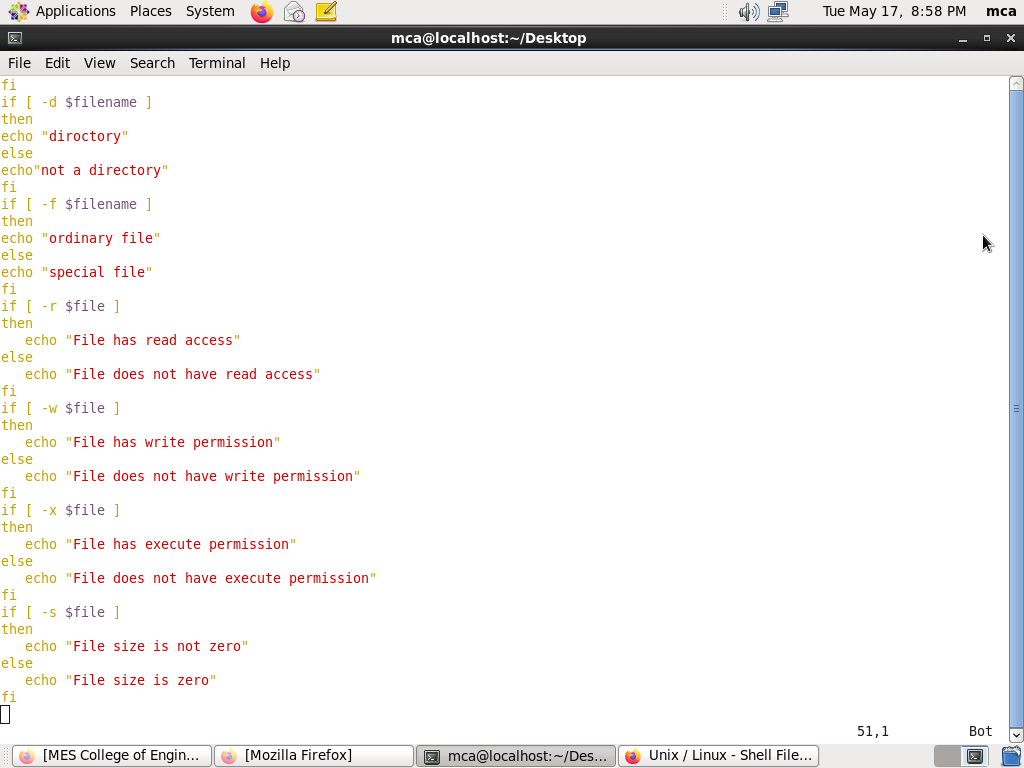 Applications Places System Tue May 17, 8:58 PM mca
mca@localhost:~/Desktop
File Edit View Search Terminal Help
fi
if [ -d $filename ]
then
echo "diroctory"
else
echo"not a directory"
fi
if [ -f $filename ]
then
echo "ordinary file"
else
echo "special file"
fi
if [ -r $file ]
then
   echo "File has read access"
else
   echo "File does not have read access"
fi
if [ -w $file ]
then
   echo "File has write permission"
else
   echo "File does not have write permission"
fi
if [ -x $file ]
then
   echo "File has execute permission"
else
   echo "File does not have execute permission"
fi
if [ -s $file ]
then
   echo "File size is not zero"
else
   echo "File size is zero"
fi
51,1 Bot
[MES College of Engin... [Mozilla Firefox] mca@localhost:~/Des... Unix / Linux - Shell File...